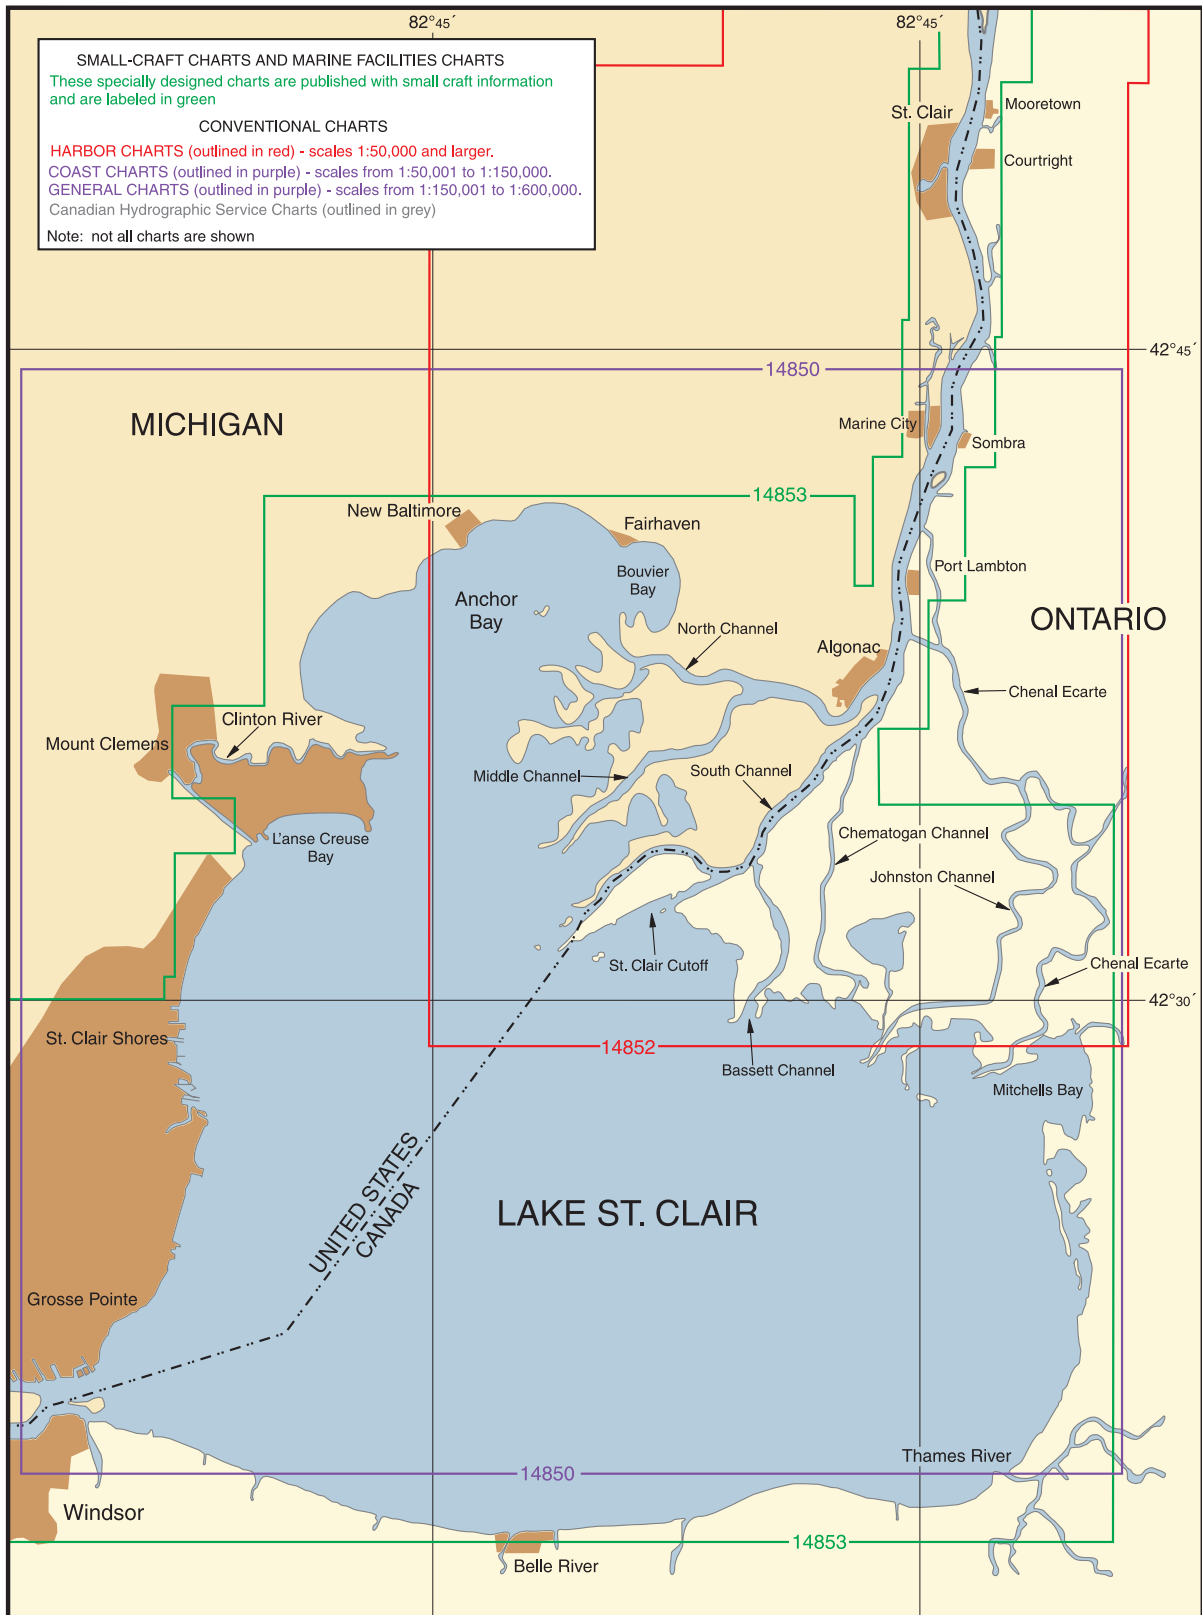 82°45´
82°45´
SMALL-CRAFT CHARTS AND MARINE FACILITIES CHARTS
These specially designed charts are published with small craft information
and are labeled in green
CONVENTIONAL CHARTS
HARBOR CHARTS (outlined in red) - scales 1:50,000 and larger.
COAST CHARTS (outlined in purple) - scales from 1:50,001 to 1:150,000.
GENERAL CHARTS (outlined in purple) - scales from 1:150,001 to 1:600,000.
Canadian Hydrographic Service Charts (outlined in grey)
Note: not all charts are shown
Mooretown
St. Clair
Courtright
42°45´
14850
MICHIGAN
Marine City
Sombra
14853
New Baltimore
Fairhaven
Port Lambton
Bouvier
Bay
Anchor
Bay
ONTARIO
North Channel
Algonac
Chenal Ecarte
Clinton River
Mount Clemens
Middle Channel
South Channel
Chematogan Channel
L'anse Creuse
Bay
Johnston Channel
St. Clair Cutoff
Chenal Ecarte
42°30´
St. Clair Shores
14852
Bassett Channel
Mitchells Bay
UNITED STATES
CANADA
LAKE ST. CLAIR
Grosse Pointe
Thames River
14850
Windsor
14853
Belle River